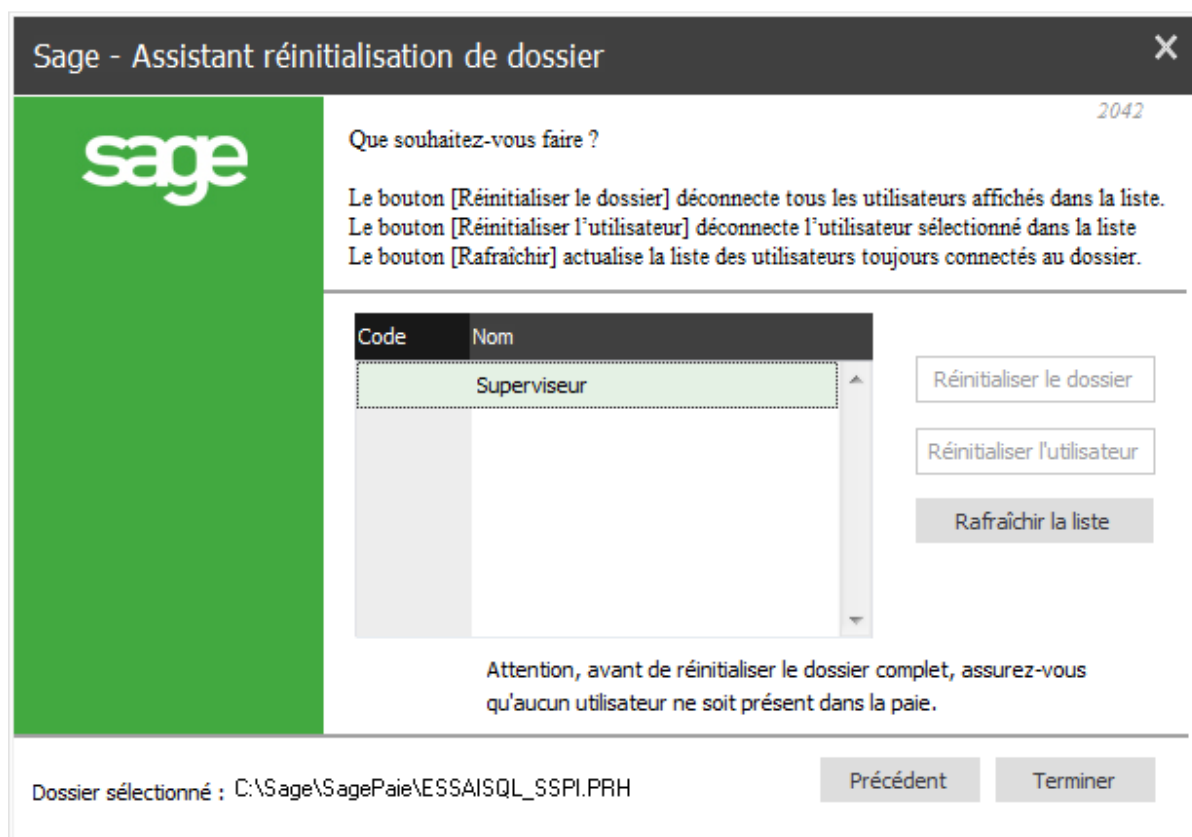 Sage - Assistant réinitialisation de dossier
2042
sage
Que souhaitez-vous faire ?
Le bouton [Réinitialiser le dossier] déconnecte tous les utilisateurs affichés dans la liste.
Le bouton [Réinitialiser l’utilisateur] déconnecte l’utilisateur sélectionné dans la liste
Le bouton [Rafraîchir] actualise la liste des utilisateurs toujours connectés au dossier.
Code Nom
Superviseur
Réinitialiser le dossier
Réinitialiser l'utilisateur
Rafraîchir la liste
Attention, avant de réinitialiser le dossier complet, assurez-vous
qu'aucun utilisateur ne soit présent dans la paie.
Dossier sélectionné : C:\Sage\SagePaie\ESSAISQL_SSPI.PRH
Précédent Terminer